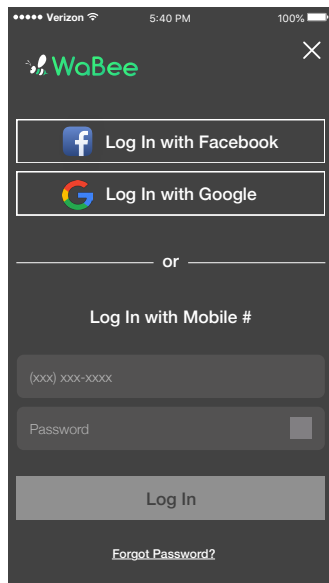 Verizon 5:40 PM 100%
WaBee
Log In with Facebook
Log In with Google
or
Log In with Mobile #
(xxx) xxx-xxxx
Password
Log In
Forgot Password?